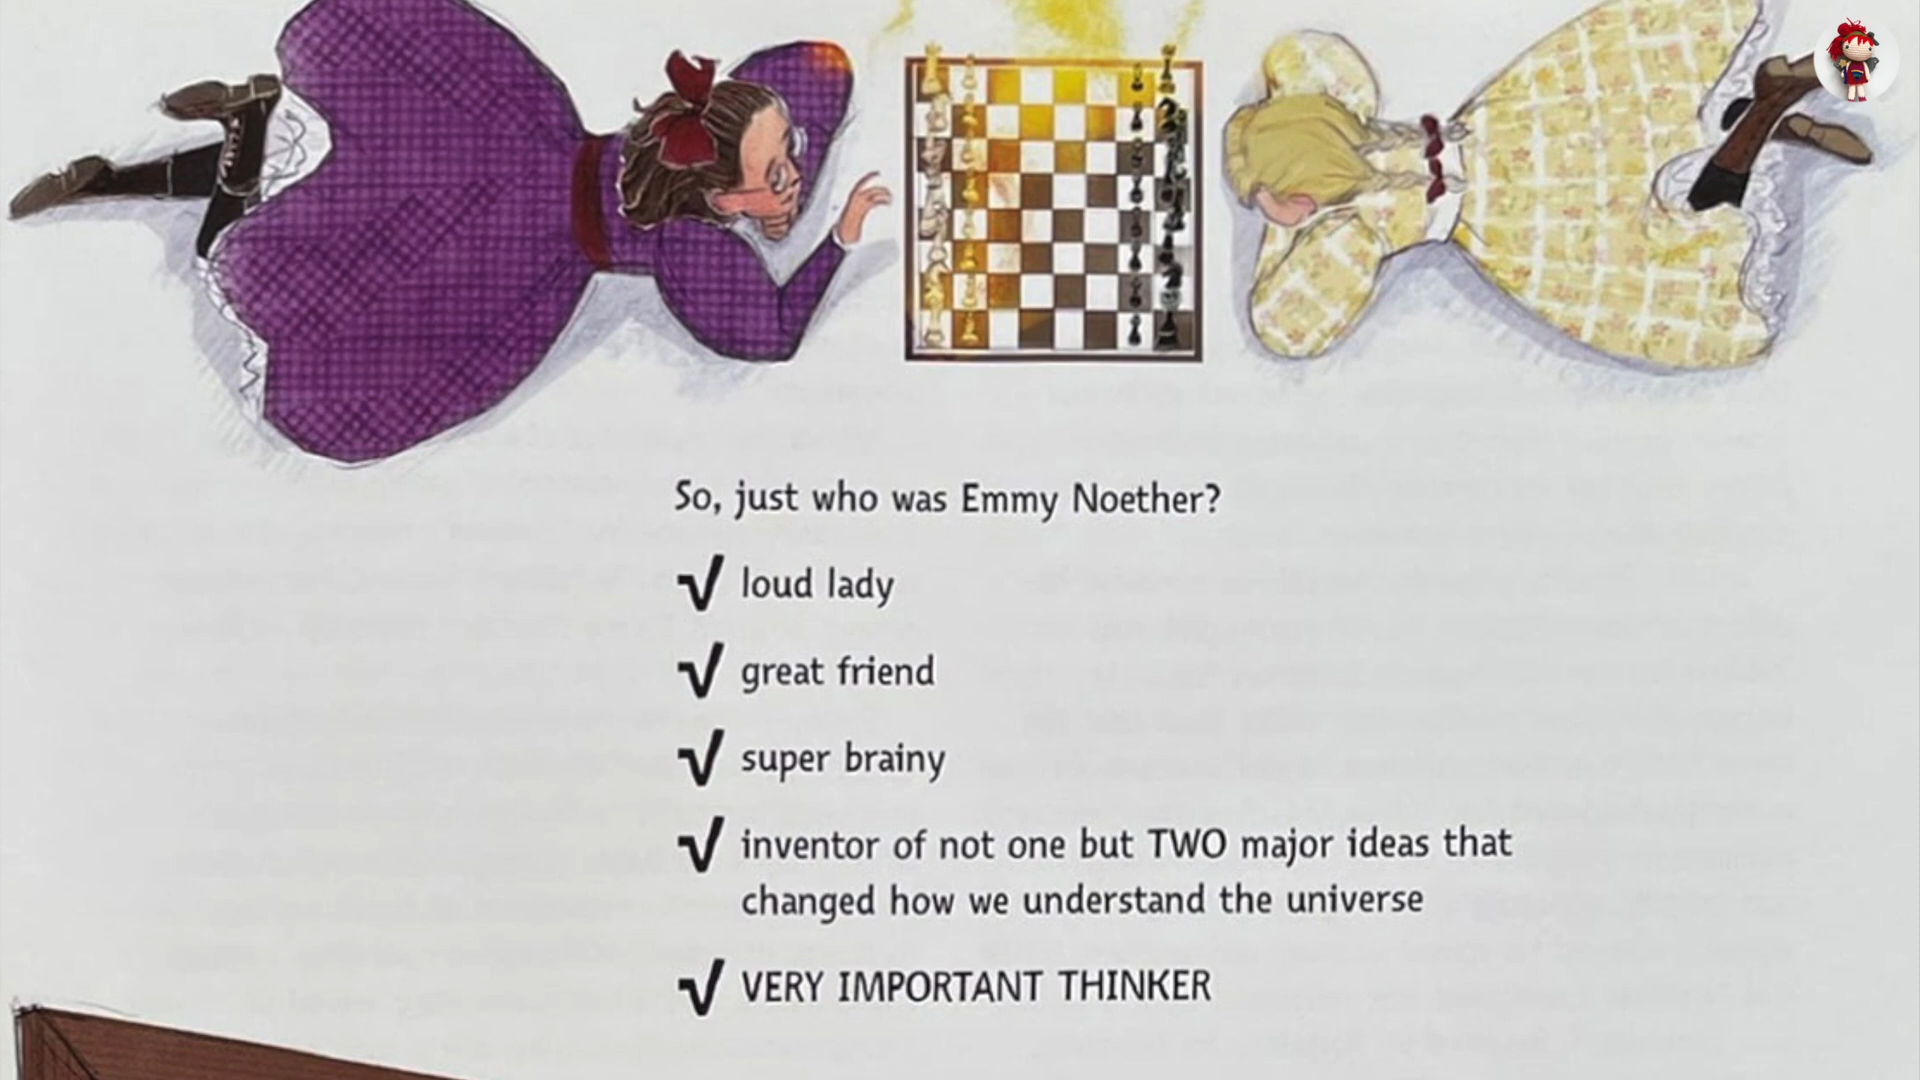 So, just who was Emmy Noether?
√ loud lady
√ great friend
√ super brainy
√ inventor of not one but TWO major ideas that
changed how we understand the universe
√ VERY IMPORTANT THINKER